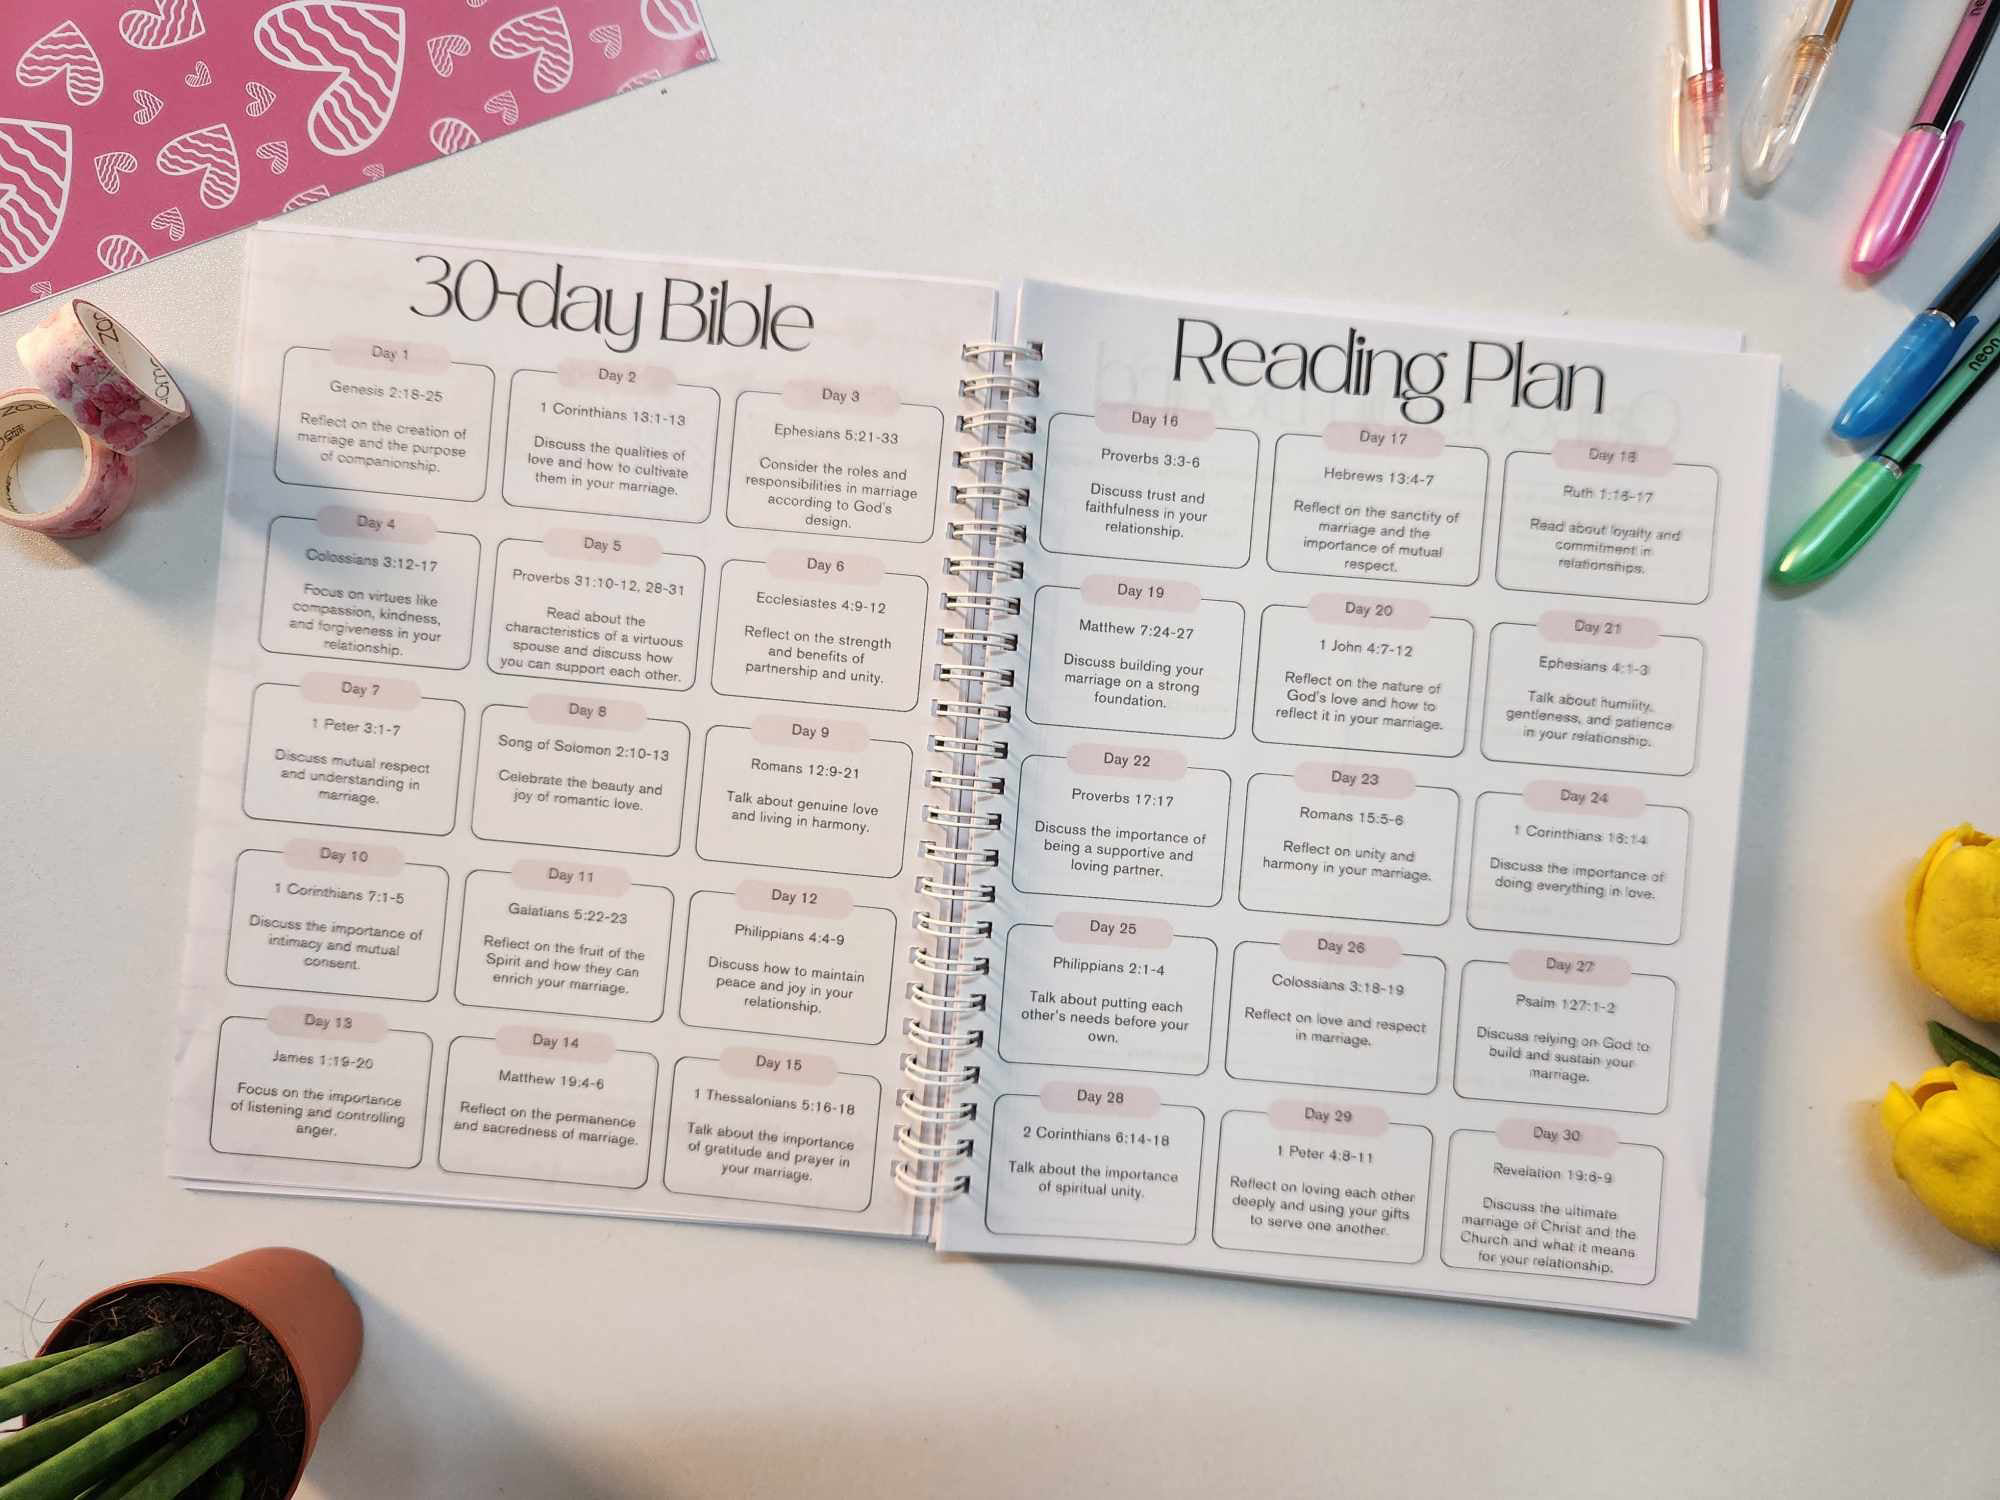 30-day Bible
Day 1
Genesis 2:18-25
Reflect on the creation of
marriage and the purpose
of companionship.
Day 2
1 Corinthians 13:1-13
Discuss the qualities of
love and how to cultivate
them in your marriage.
Day 3
Ephesians 5:21-33
Consider the roles and
responsibilities in marriage
according to God's
design.
Day 4
Colossians 3:12-17
Focus on virtues like
compassion, kindness,
and forgiveness in your
relationship.
Day 5
Proverbs 31:10-12, 28-31
Read about the
characteristics of a virtuous
spouse and discuss how
you can support each other.
Day 6
Ecclesiastes 4:9-12
Reflect on the strength
and benefits of
partnership and unity.
Day 7
1 Peter 3:1-7
Discuss mutual respect
and understanding in
marriage.
Day 8
Song of Solomon 2:10-13
Celebrate the beauty and
joy of romantic love.
Day 9
Romans 12:9-21
Talk about genuine love
and living in harmony.
Day 10
1 Corinthians 7:1-5
Discuss the importance of
intimacy and mutual
consent.
Day 11
Galatians 5:22-23
Reflect on the fruit of the
Spirit and how they can
enrich your marriage.
Day 12
Philippians 4:4-9
Discuss how to maintain
peace and joy in your
relationship.
Day 13
James 1:19-20
Focus on the importance
of listening and controlling
anger.
Day 14
Matthew 19:4-6
Reflect on the permanence
and sacredness of marriage.
Day 15
1 Thessalonians 5:16-18
Talk about the importance
of gratitude and prayer in
your marriage.
Reading Plan
Day 16
Proverbs 3:3-6
Discuss trust and
faithfulness in your
relationship.
Day 17
Hebrews 13:4-7
Reflect on the sanctity of
marriage and the
importance of mutual
respect.
Day 18
Ruth 1:16-17
Read about loyalty and
commitment in
relationships.
Day 19
Matthew 7:24-27
Discuss building your
marriage on a strong
foundation.
Day 20
1 John 4:7-12
Reflect on the nature of
God's love and how to
reflect it in your marriage.
Day 21
Ephesians 4:1-3
Talk about humility,
gentleness, and patience
in your relationship.
Day 22
Proverbs 17:17
Discuss the importance of
being a supportive and
loving partner.
Day 23
Romans 15:5-6
Reflect on unity and
harmony in your marriage.
Day 24
1 Corinthians 16:14
Discuss the importance of
doing everything in love.
Day 25
Philippians 2:1-4
Talk about putting each
other's needs before your
own.
Day 26
Colossians 3:18-19
Reflect on love and respect
in marriage.
Day 27
Psalm 127:1-2
Discuss relying on God to
build and sustain your
marriage.
Day 28
2 Corinthians 6:14-18
Talk about the importance
of spiritual unity.
Day 29
1 Peter 4:8-11
Reflect on loving each other
deeply and using your gifts
to serve one another.
Day 30
Revelation 19:6-9
Discuss the ultimate
marriage of Christ and the
Church and what it means
for your relationship.
neon